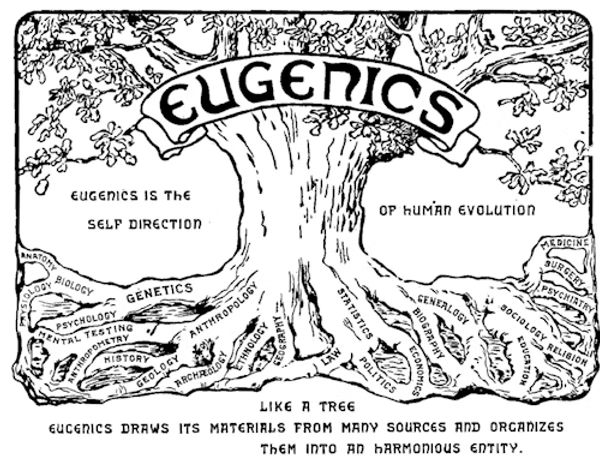 EUGENICS
EUGENICS IS THE
SELF DIRECTION
OF HUMAN EVOLUTION
ANATOMY
PHYSIOLOGY
BIOLOGY
GENETICS
PSYCHOLOGY
MENTAL TESTING
ANTHROPOMETRY
HISTORY
GEOLOGY
ANTHROPOLOGY
ARCHÆOLOGY
ETHNOLOGY
GEOGRAPHY
LAW
STATISTICS
POLITICS
ECONOMICS
BIOGRAPHY
GENEALOGY
EDUCATION
SOCIOLOGY
RELIGION
PSYCHIATRY
SURGERY
MEDICINE
LIKE A TREE
EUGENICS DRAWS ITS MATERIALS FROM MANY SOURCES AND ORGANIZES
THEM INTO AN HARMONIOUS ENTITY.